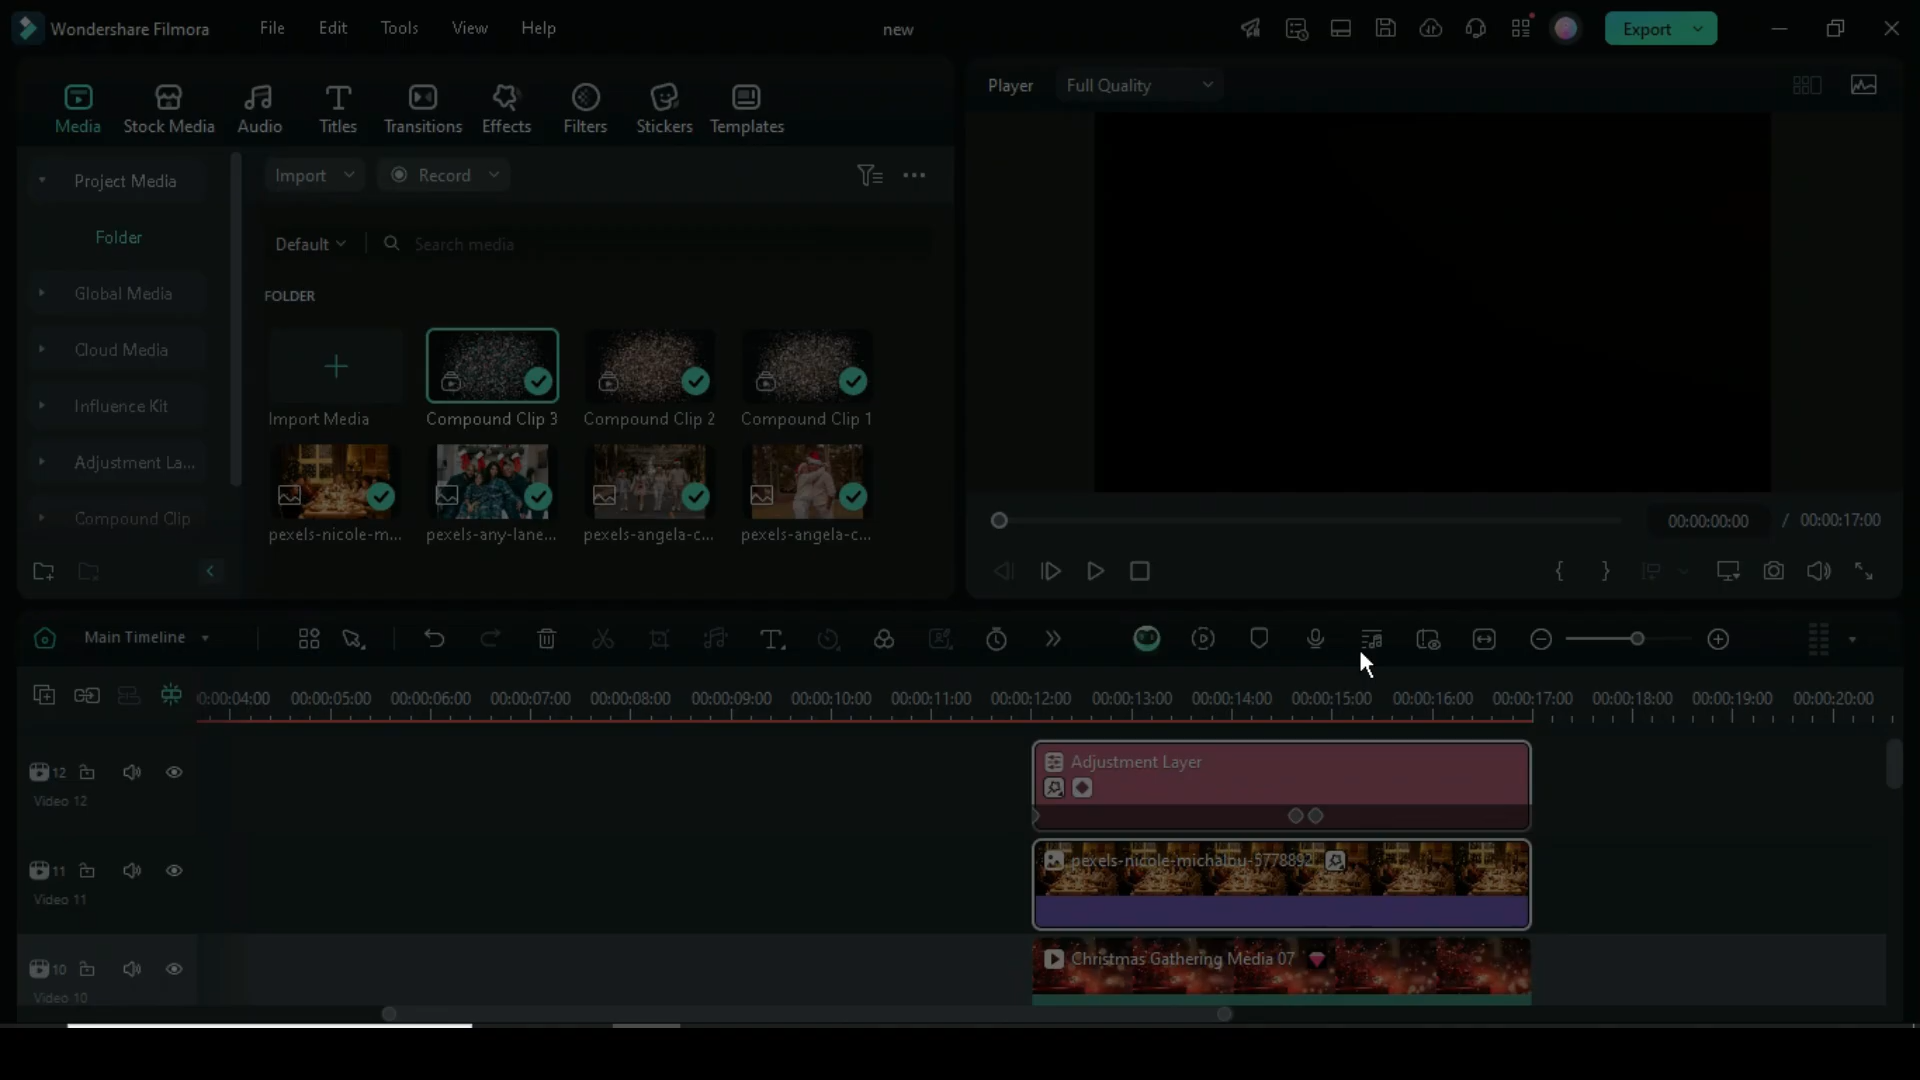 Wondershare Filmora File Edit Tools View Help new Export
Player Full Quality
Media Stock Media Audio Titles Transitions Effects Filters Stickers Templates
Project Media Import Record
Folder Default Search media
Global Media FOLDER
Cloud Media
Influence Kit Import Media Compound Clip 3 Compound Clip 2 Compound Clip 1
Adjustment La...
Compound Clip pexels-nicole-m... pexels-any-lane... pexels-angela-c... pexels-angela-c...
00:00:00:00 / 00:00:17:00
Main Timeline
0:00:04:00 00:00:05:00 00:00:06:00 00:00:07:00 00:00:08:00 00:00:09:00 00:00:10:00 00:00:11:00 00:00:12:00 00:00:13:00 00:00:14:00 00:00:15:00 00:00:16:00 00:00:17:00 00:00:18:00 00:00:19:00 00:00:20:00
12 Adjustment Layer
Video 12
11 pexels-nicole-michalou-5778892
Video 11
10 Christmas Gathering Media 07
Video 10